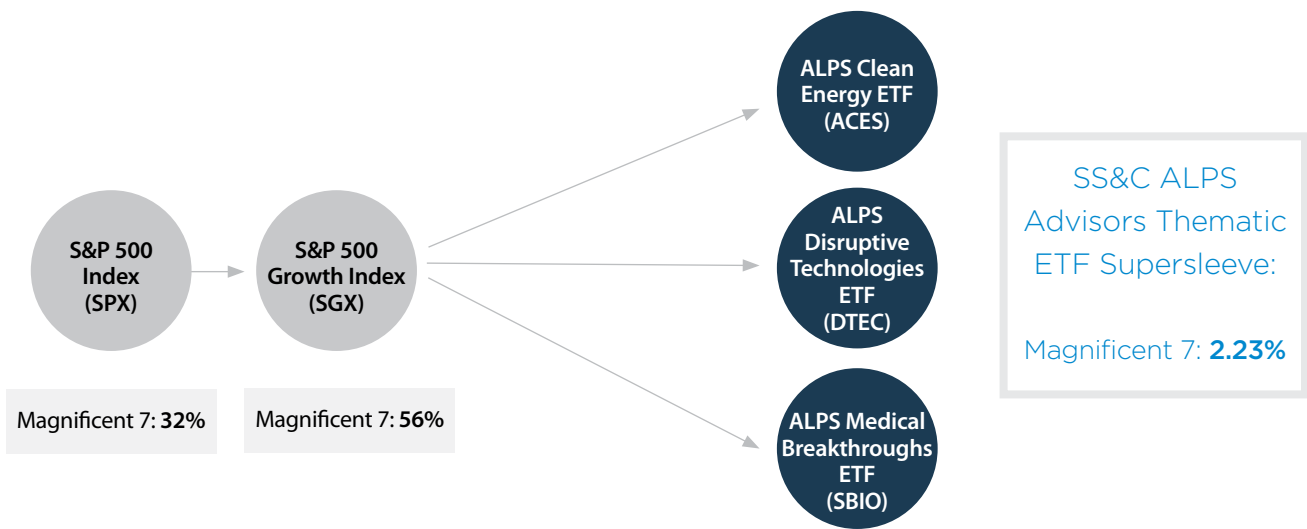 S&P 500
Index
(SPX)
Magnificent 7: 32%
S&P 500
Growth Index
(SGX)
Magnificent 7: 56%
ALPS Clean
Energy ETF
(ACES)
ALPS
Disruptive
Technologies
ETF
(DTEC)
ALPS Medical
Breakthroughs
ETF
(SBIO)
SS&C ALPS
Advisors Thematic
ETF Supersleeve:
Magnificent 7: 2.23%